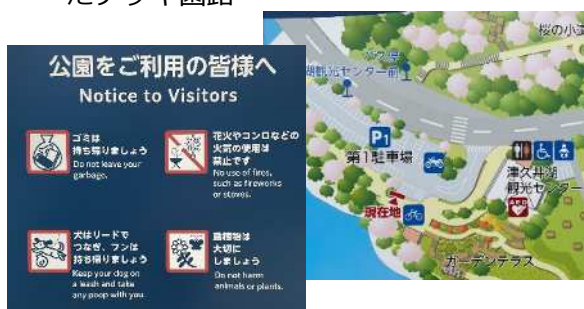 公園をご利用の皆様へ
Notice to Visitors
ゴミは
持ち帰りましょう
Do not leave your
garbage.
花火やコンロなどの
火気の使用は
禁止です
No use of fires,
such as fireworks
or stoves.
犬はリードで
つなぎ、フンは
持ち帰りましょう
Keep your dog on
a leash and take
any poop with you.
動植物は
大切に
しましょう
Do not harm
animals or plants.
桜の小
湖観光センター前
P1
第1駐車場
津久井湖
観光センター
AED
現在地
ガーデンテラス